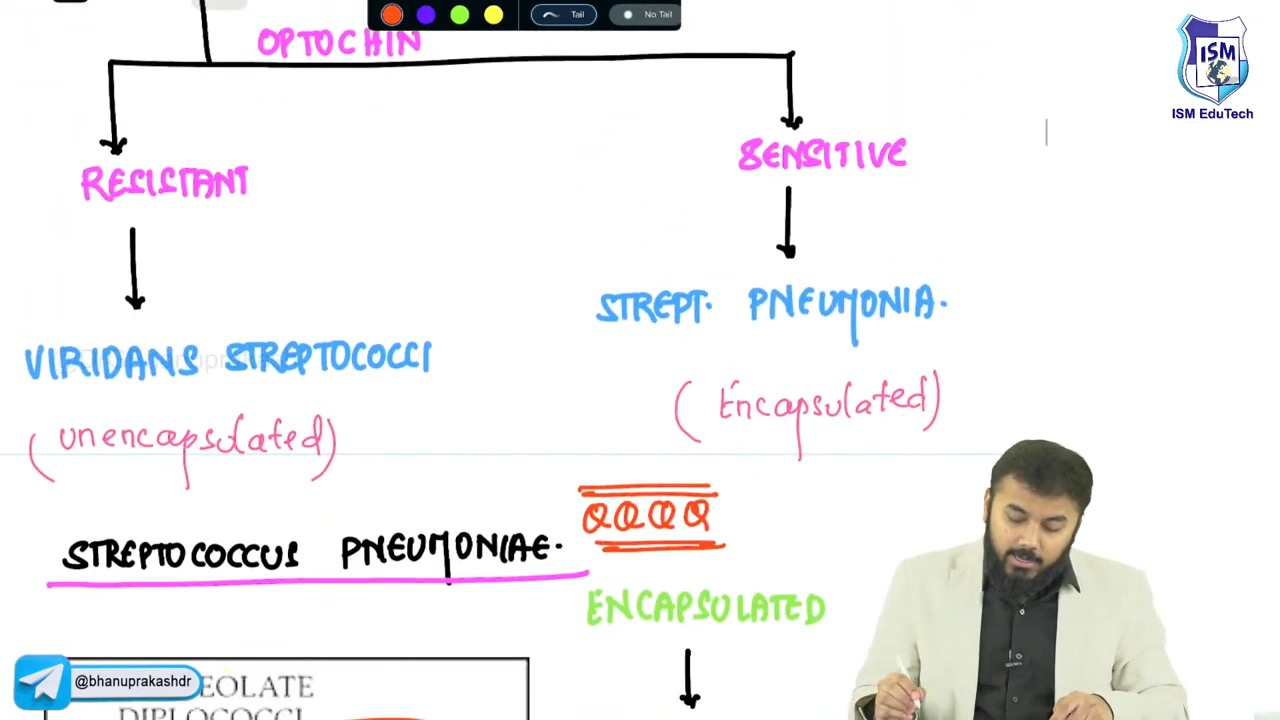 Tail
No Tail
OPTOCHIN
ISM
ISM EduTech
RESISTANT
SENSITIVE
STREPT. PNEUMONIA.
VIRIDANS STREPTOCOCCI
(Encapsulated)
(unencapsulated)
QQQQ
STREPTOCOCCUS PNEUMONIAE.
ENCAPSULATED
@bhanuprakashdr
EOLATE
DIPLOCOCCI